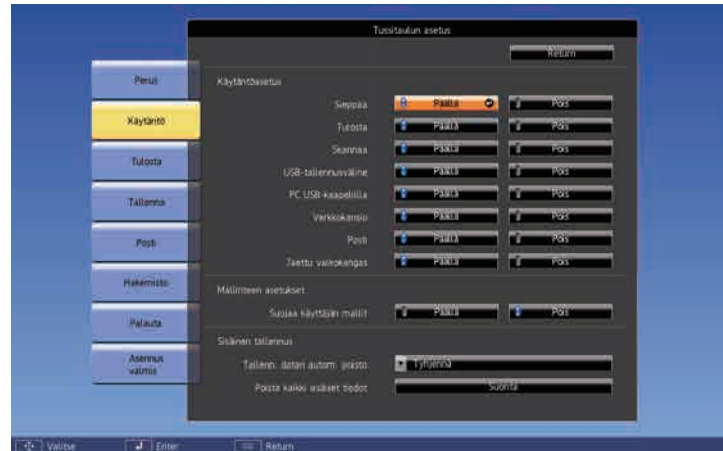 Tussitaulun asetus
Return
Perus
Käytäntö
Tulosta
Tallenna
Posti
Hakemisto
Palauta
Asennus
valmis
Käytäntöasetus
Sieppaa Päällä Pois
Tulosta Päällä Pois
Skannaa Päällä Pois
USB-tallennusväline Päällä Pois
PC USB-kaapelilla Päällä Pois
Verkkokansio Päällä Pois
Posti Päällä Pois
Jaettu valkokangas Päällä Pois
Mallinteen asetukset
Suojaa käyttäjän mallit Päällä Pois
Sisäinen tallennus
Tallenn. datan autom. poisto Tyhjennä
Poista kaikki sisäiset tiedot Suorita
Valitse Enter Return